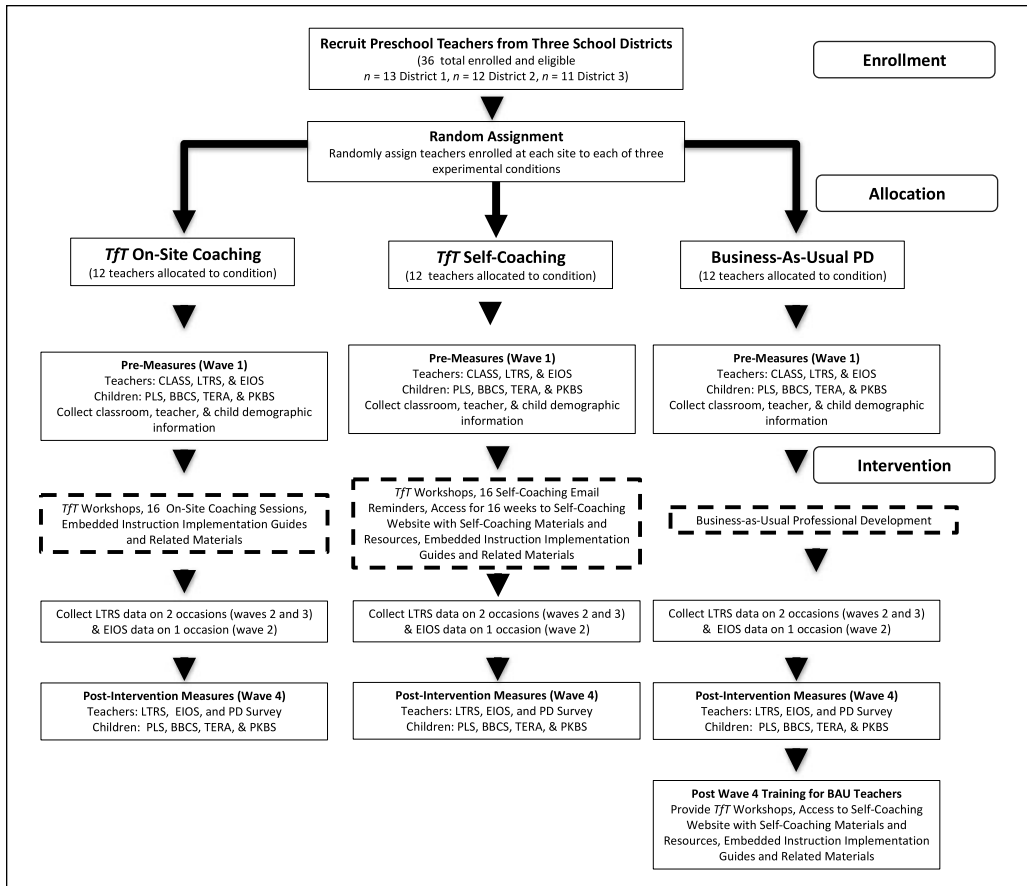 Recruit Preschool Teachers from Three School Districts
(36 total enrolled and eligible
n = 13 District 1, n = 12 District 2, n = 11 District 3)
Enrollment
Random Assignment
Randomly assign teachers enrolled at each site to each of three
experimental conditions
Allocation
TfT On-Site Coaching
(12 teachers allocated to condition)
TfT Self-Coaching
(12 teachers allocated to condition)
Business-As-Usual PD
(12 teachers allocated to condition)
Pre-Measures (Wave 1)
Teachers: CLASS, LTRS, & EIOS
Children: PLS, BBCS, TERA, & PKBS
Collect classroom, teacher, & child demographic
information
Pre-Measures (Wave 1)
Teachers: CLASS, LTRS, & EIOS
Children: PLS, BBCS, TERA, & PKBS
Collect classroom, teacher, & child demographic
information
Pre-Measures (Wave 1)
Teachers: CLASS, LTRS, & EIOS
Children: PLS, BBCS, TERA, & PKBS
Collect classroom, teacher, & child demographic
information
Intervention
TfT Workshops, 16 On-Site Coaching Sessions,
Embedded Instruction Implementation Guides
and Related Materials
TfT Workshops, 16 Self-Coaching Email
Reminders, Access for 16 weeks to Self-Coaching
Website with Self-Coaching Materials and
Resources, Embedded Instruction Implementation
Guides and Related Materials
Business-as-Usual Professional Development
Collect LTRS data on 2 occasions (waves 2 and 3)
& EIOS data on 1 occasion (wave 2)
Collect LTRS data on 2 occasions (waves 2 and 3)
& EIOS data on 1 occasion (wave 2)
Collect LTRS data on 2 occasions (waves 2 and 3)
& EIOS data on 1 occasion (wave 2)
Post-Intervention Measures (Wave 4)
Teachers: LTRS, EIOS, and PD Survey
Children: PLS, BBCS, TERA, & PKBS
Post-Intervention Measures (Wave 4)
Teachers: LTRS, EIOS, and PD Survey
Children: PLS, BBCS, TERA, & PKBS
Post-Intervention Measures (Wave 4)
Teachers: LTRS, EIOS, and PD Survey
Children: PLS, BBCS, TERA, & PKBS
Post Wave 4 Training for BAU Teachers
Provide TfT Workshops, Access to Self-Coaching
Website with Self-Coaching Materials and
Resources, Embedded Instruction Implementation
Guides and Related Materials